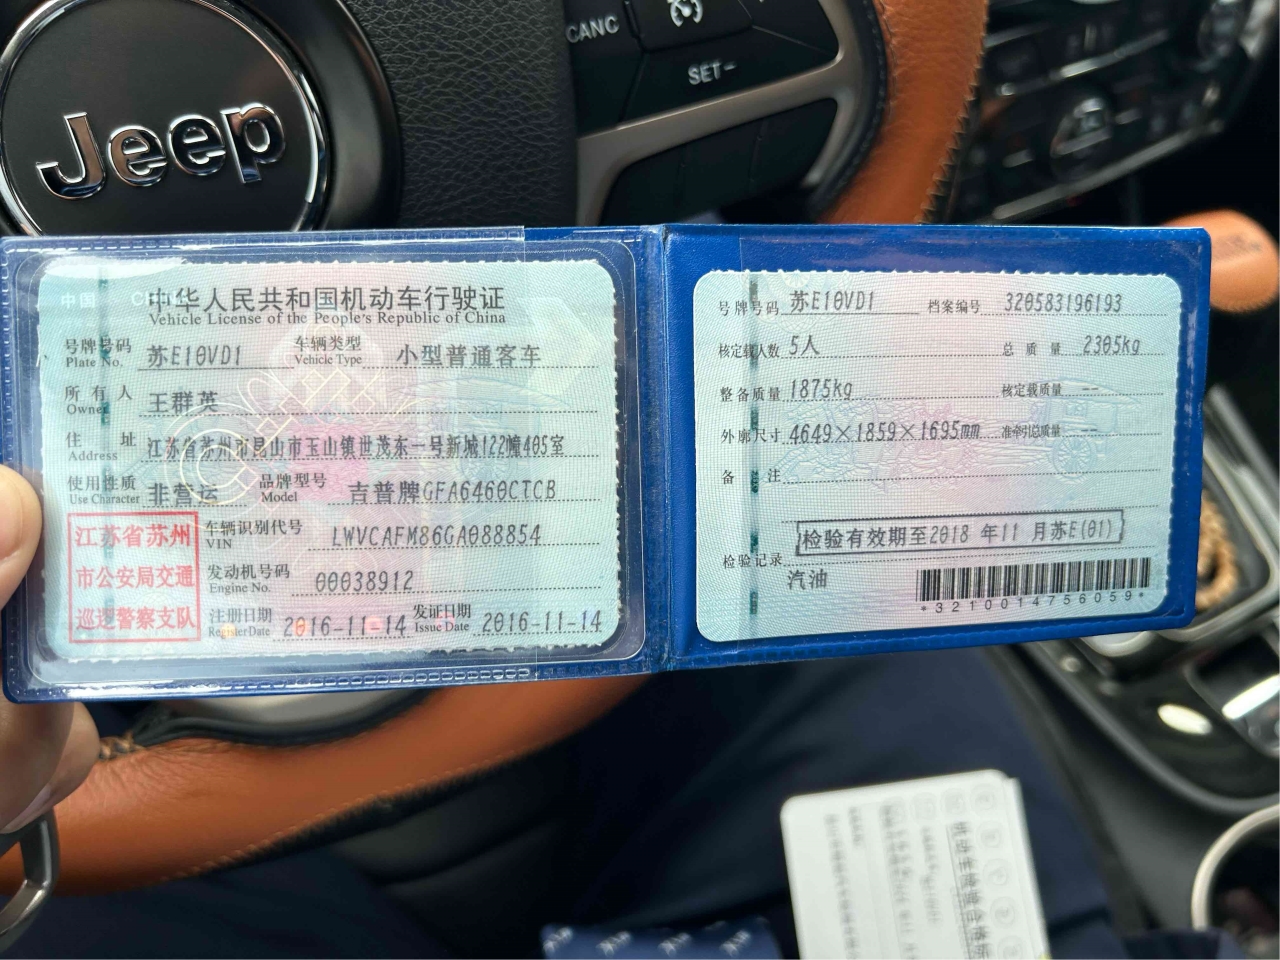 Jeep
CANC
SET-
中国 CHINA
中华人民共和国机动车行驶证
Vehicle License of the People's Republic of China
号牌号码 苏E10VD1 车辆类型 小型普通客车
Plate No. Vehicle Type
所有人 王群英
Owner
住址 江苏省苏州市昆山市玉山镇世茂东一号新城122幢405室
Address
使用性质 非营运 品牌型号 吉普牌GFA6460CTCB
Use Character Model
江苏省苏州
市公安局交通
巡逻警察支队
车辆识别代号 LWVCAFM86GA088854
VIN
发动机号码 00038912
Engine No.
注册日期 2016-11-14 发证日期 2016-11-14
Register Date Issue Date
号牌号码 苏E10VD1 档案编号 320583196193
核定载人数 5人 总质量 2305kg
整备质量 1875kg 核定载质量 --
外廓尺寸 4649×1859×1695mm 准牵引总质量 --
备注
检验记录 检验有效期至2018 年11 月苏E(01)
汽油
*3210014756059*